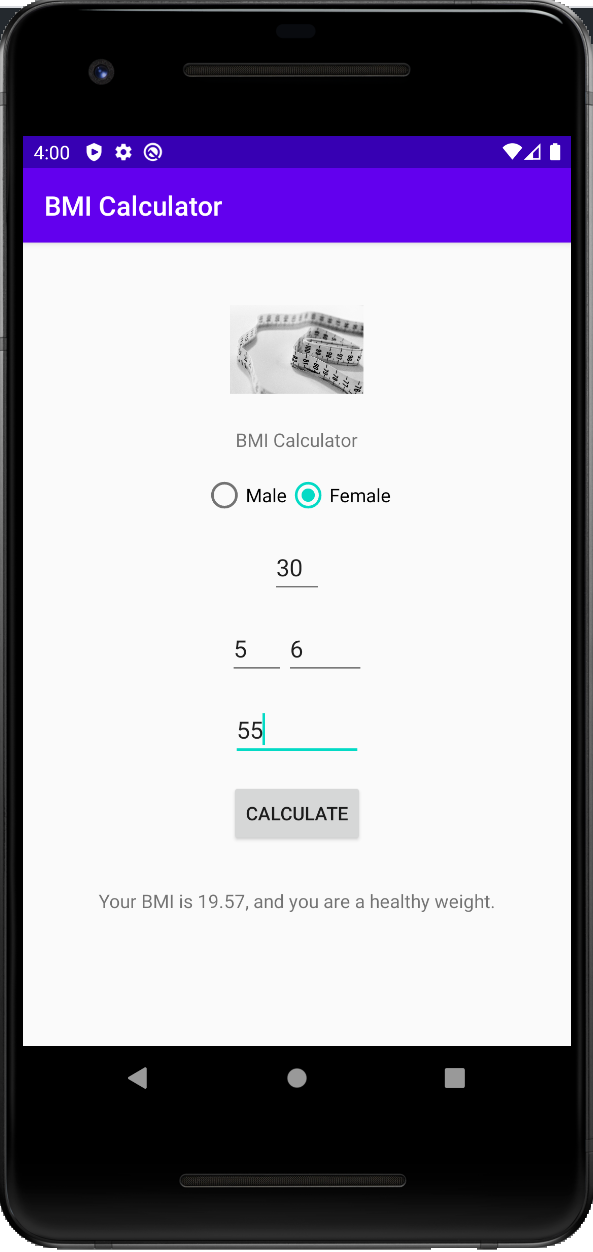 4:00
BMI Calculator
BMI Calculator
Male Female
30
5 6
55
CALCULATE
Your BMI is 19.57, and you are a healthy weight.